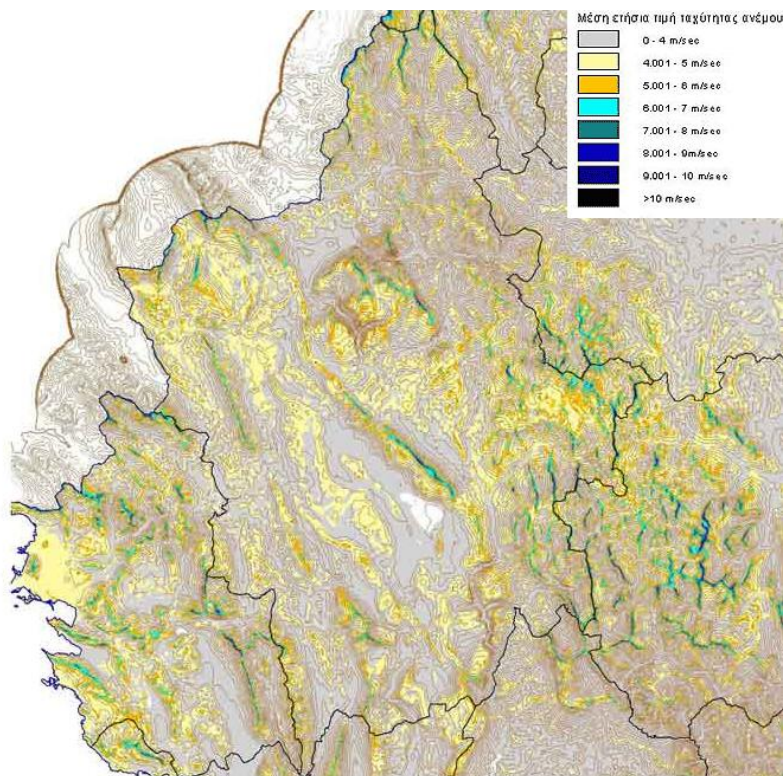 Μέση ετήσια τιμή ταχύτητας ανέμου
0 - 4 m/sec
4.001 - 5 m/sec
5.001 - 6 m/sec
6.001 - 7 m/sec
7.001 - 8 m/sec
8.001 - 9m/sec
9.001 - 10 m/sec
>10 m/sec